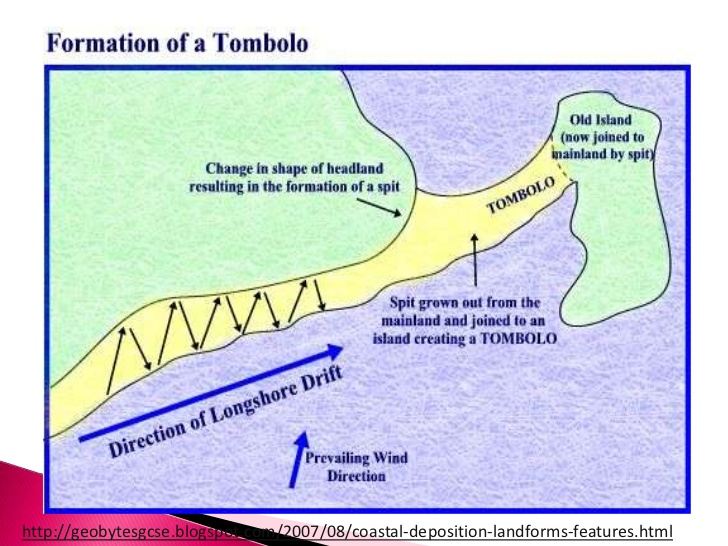 Formation of a Tombolo
Old Island
(now joined to
mainland by spit)
Change in shape of headland
resulting in the formation of a spit
TOMBOLO
Spit grown out from the
mainland and joined to an
island creating a TOMBOLO
Direction of Longshore Drift
Prevailing Wind
Direction
http://geobytesgcse.blogspot.com/2007/08/coastal-deposition-landforms-features.html